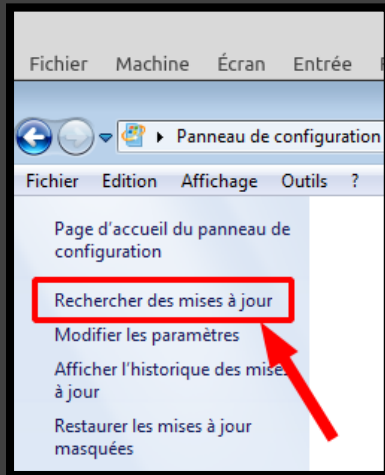 Fichier Machine Écran Entrée
Panneau de configuration
Fichier Edition Affichage Outils ?
Page d'accueil du panneau de
configuration
Rechercher des mises à jour
Modifier les paramètres
Afficher l'historique des mises
à jour
Restaurer les mises à jour
masquées